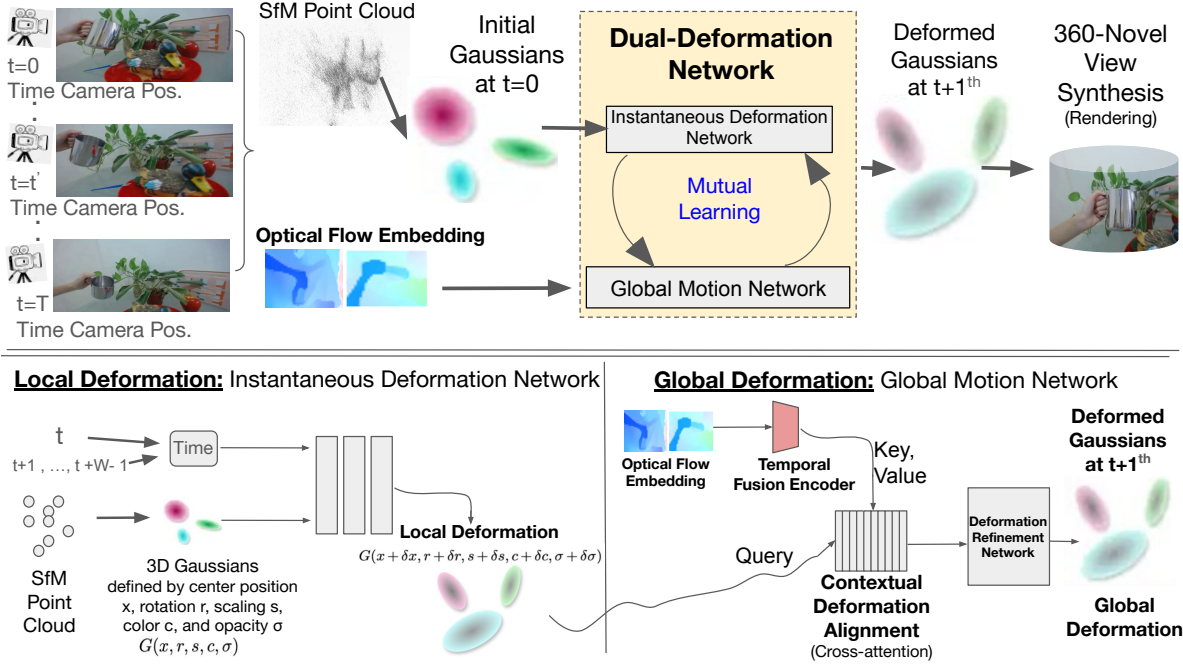 t=0
Time Camera Pos.
t=t'
Time Camera Pos.
t=T
Time Camera Pos.
SfM Point Cloud
Initial
Gaussians
at t=0
Optical Flow Embedding
Dual-Deformation
Network
Instantaneous Deformation
Network
Mutual
Learning
Global Motion Network
Deformed
Gaussians
at t+1th
360-Novel
View
Synthesis
(Rendering)
Local Deformation: Instantaneous Deformation Network
t
t+1 , ..., t +W- 1
Time
SfM
Point
Cloud
3D Gaussians
defined by center position
x, rotation r, scaling s,
color c, and opacity σ
G(x, r, s, c, σ)
Local Deformation
G(x + δx, r + δr, s + δs, c + δc, σ + δσ)
Global Deformation: Global Motion Network
Optical Flow
Embedding
Temporal
Fusion Encoder
Key,
Value
Query
Contextual
Deformation
Alignment
(Cross-attention)
Deformation
Refinement
Network
Deformed
Gaussians
at t+1th
Global
Deformation